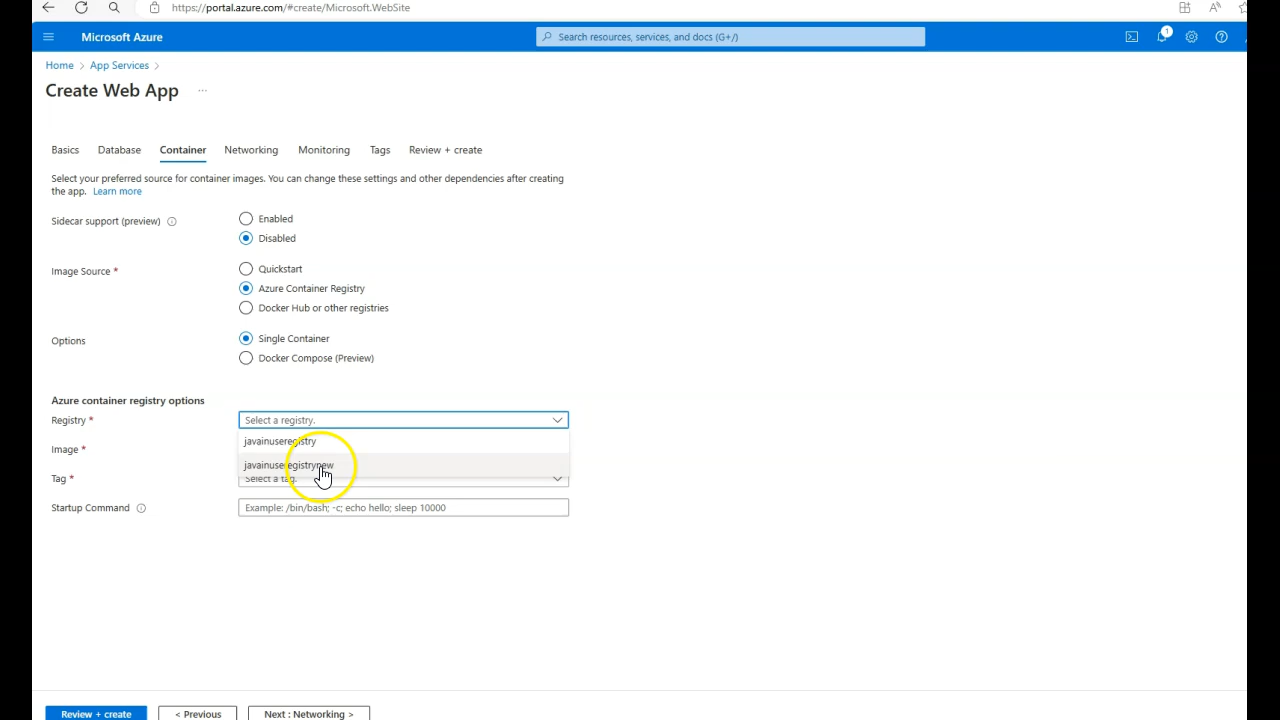 https://portal.azure.com/#create/Microsoft.WebSite
Microsoft Azure
Search resources, services, and docs (G+/)
1
Home > App Services >
Create Web App ...
Basics Database Container Networking Monitoring Tags Review + create
Select your preferred source for container images. You can change these settings and other dependencies after creating
the app. Learn more
Sidecar support (preview)
Enabled
Disabled
Image Source *
Quickstart
Azure Container Registry
Docker Hub or other registries
Options
Single Container
Docker Compose (Preview)
Azure container registry options
Registry * Select a registry.
javainuseregistry
Image *
javainuseregistrynew
Tag * Select a tag.
Startup Command Example: /bin/bash; -c; echo hello; sleep 10000
Review + create < Previous Next : Networking >